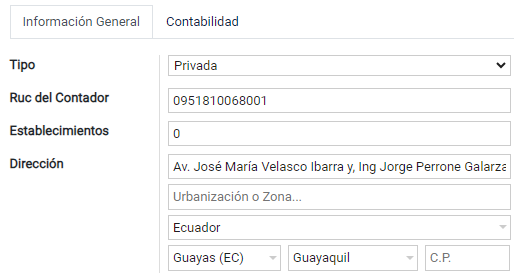 Información General Contabilidad
Tipo Privada
Ruc del Contador 0951810068001
Establecimientos 0
Dirección Av. José María Velasco Ibarra y, Ing Jorge Perrone Galarza
Urbanización o Zona...
Ecuador
Guayas (EC) Guayaquil C.P.